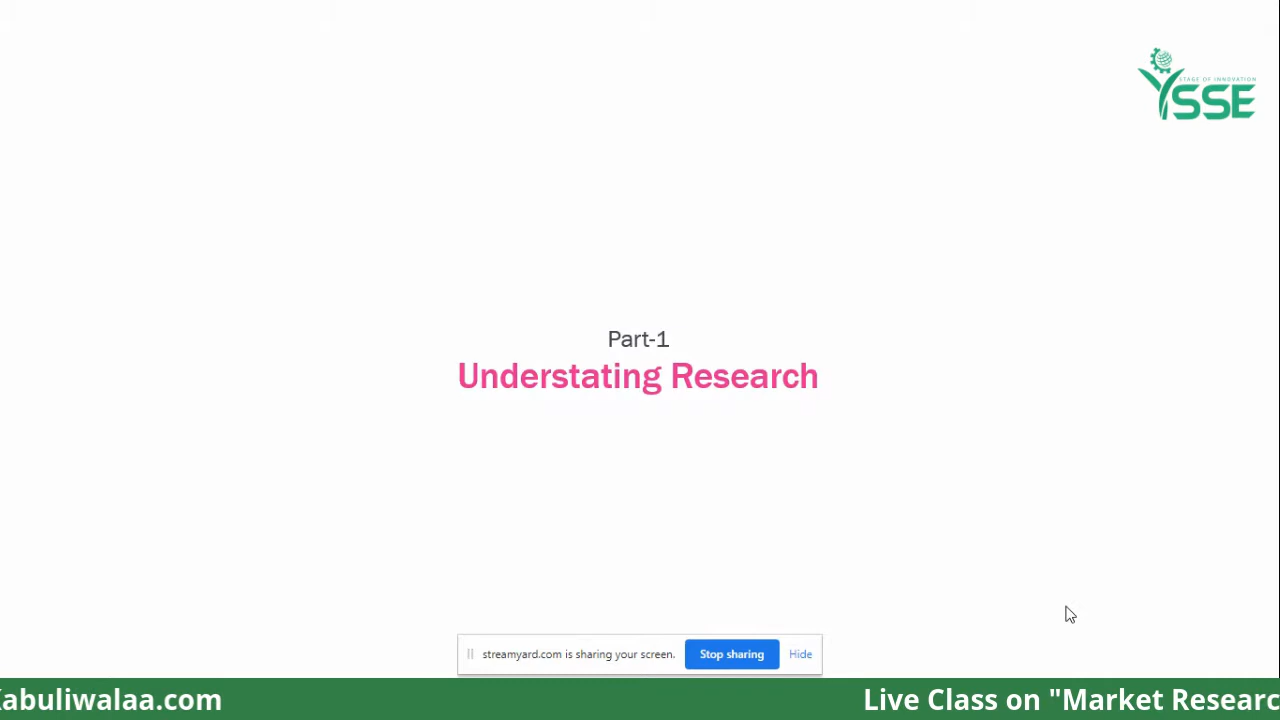 STAGE OF INNOVATION
YSSE
Part-1
Understating Research
streamyard.com is sharing your screen. Stop sharing Hide
Kabuliwalaa.com Live Class on "Market Researc